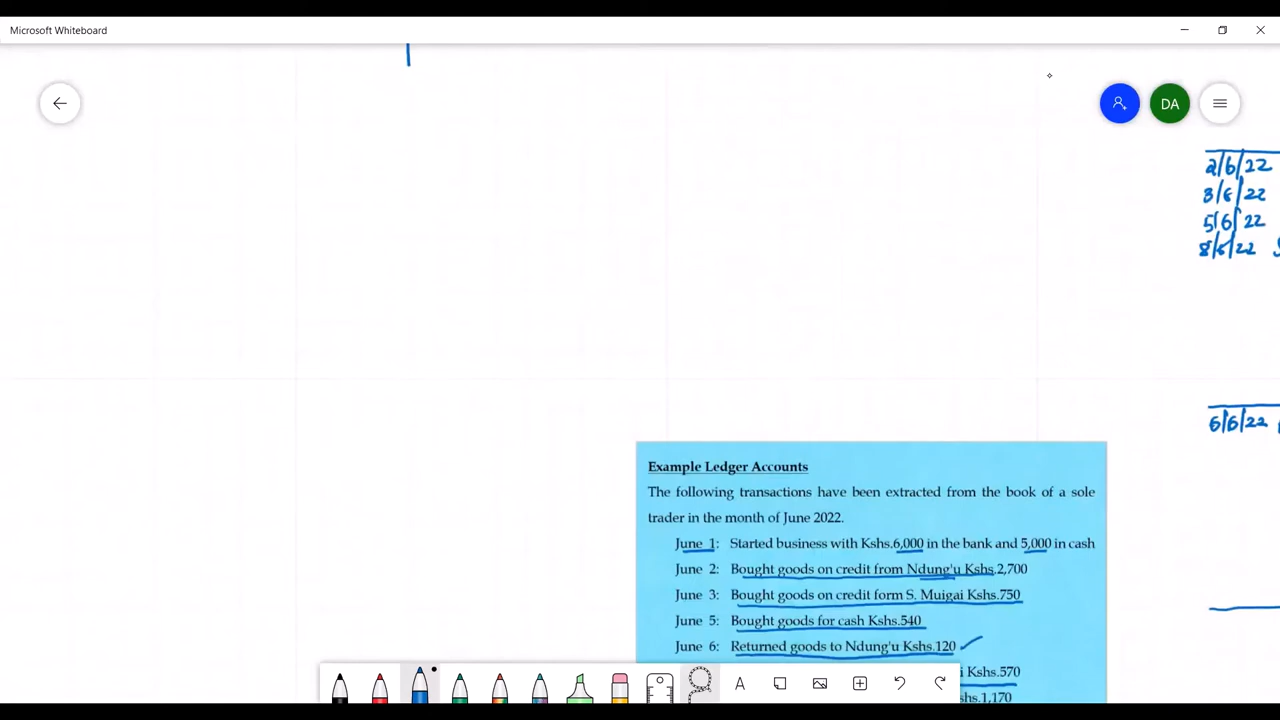 Microsoft Whiteboard
DA
2/6/22
3/6/22
5/6/22
8/6/22
6/6/22
Example Ledger Accounts
The following transactions have been extracted from the book of a sole
trader in the month of June 2022.
June 1: Started business with Kshs.6,000 in the bank and 5,000 in cash
June 2: Bought goods on credit from Ndung'u Kshs.2,700
June 3: Bought goods on credit form S. Muigai Kshs.750
June 5: Bought goods for cash Kshs.540
June 6: Returned goods to Ndung'u Kshs.120
i Kshs.570
shs.1,170
A